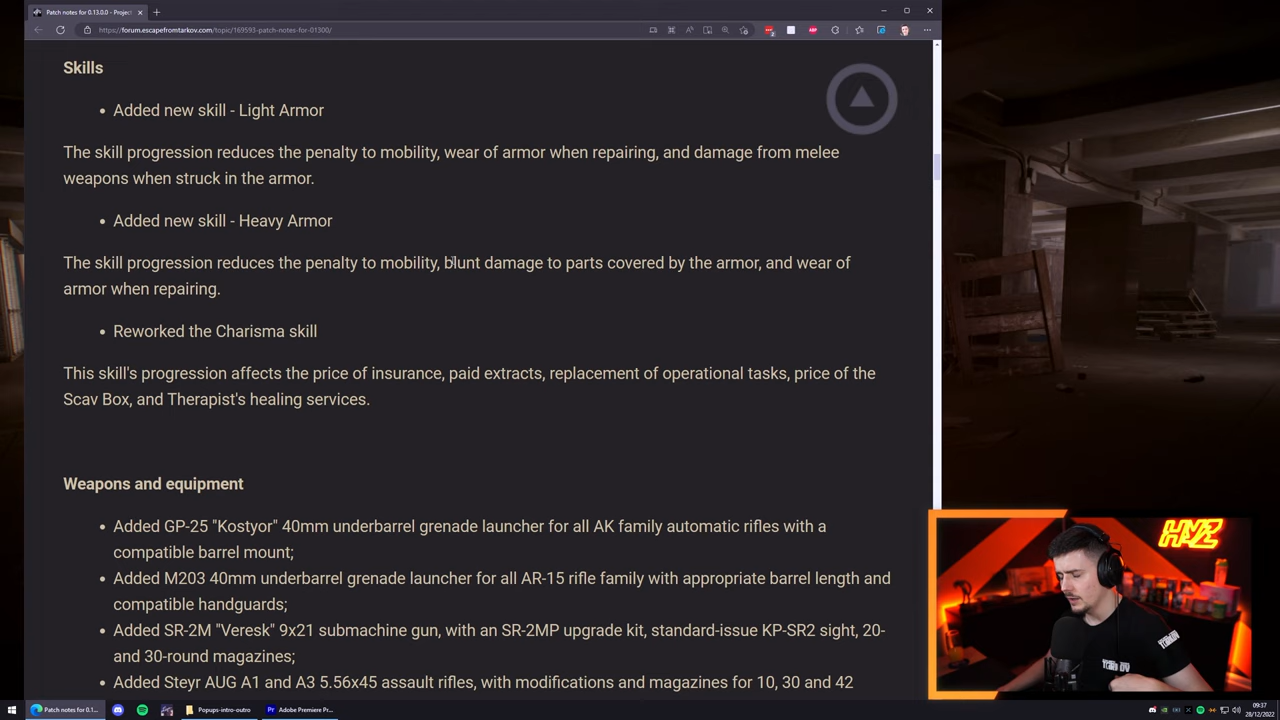 Patch notes for 0.13.0.0 - Project
https://forum.escapefromtarkov.com/topic/169593-patch-notes-for-01300/
Skills
• Added new skill - Light Armor
The skill progression reduces the penalty to mobility, wear of armor when repairing, and damage from melee
weapons when struck in the armor.
• Added new skill - Heavy Armor
The skill progression reduces the penalty to mobility, blunt damage to parts covered by the armor, and wear of
armor when repairing.
• Reworked the Charisma skill
This skill's progression affects the price of insurance, paid extracts, replacement of operational tasks, price of the
Scav Box, and Therapist's healing services.
Weapons and equipment
• Added GP-25 "Kostyor" 40mm underbarrel grenade launcher for all AK family automatic rifles with a
compatible barrel mount;
• Added M203 40mm underbarrel grenade launcher for all AR-15 rifle family with appropriate barrel length and
compatible handguards;
• Added SR-2M "Veresk" 9x21 submachine gun, with an SR-2MP upgrade kit, standard-issue KP-SR2 sight, 20-
and 30-round magazines;
• Added Steyr AUG A1 and A3 5.56x45 assault rifles, with modifications and magazines for 10, 30 and 42
Patch notes for 0.1...
Popups-intro-outro
Adobe Premiere Pr...
09:37
28/12/2022